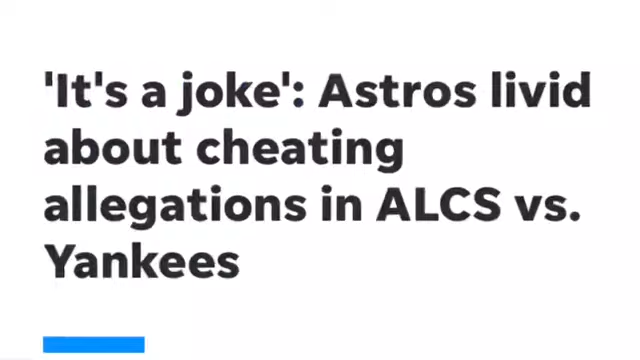 'It's a joke': Astros livid
about cheating
allegations in ALCS vs.
Yankees